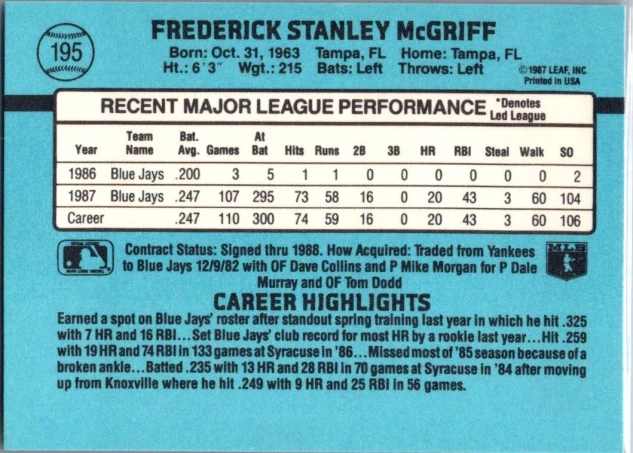 195
FREDERICK STANLEY McGRIFF
Born: Oct. 31, 1963 Tampa, FL Home: Tampa, FL
Ht.: 6'3" Wgt.: 215 Bats: Left Throws: Left
©1987 LEAF, INC
Printed in USA
RECENT MAJOR LEAGUE PERFORMANCE *Denotes Led League
Year Team Name Bat. Avg. Games At Bat Hits Runs 2B 3B HR RBI Steal Walk SO
1986 Blue Jays .200 3 5 1 1 0 0 0 0 0 0 2
1987 Blue Jays .247 107 295 73 58 16 0 20 43 3 60 104
Career .247 110 300 74 59 16 0 20 43 3 60 106
Contract Status: Signed thru 1988. How Acquired: Traded from Yankees
to Blue Jays 12/9/82 with OF Dave Collins and P Mike Morgan for P Dale
Murray and OF Tom Dodd
MLB
CAREER HIGHLIGHTS
Earned a spot on Blue Jays' roster after standout spring training last year in which he hit .325
with 7 HR and 16 RBI...Set Blue Jays' club record for most HR by a rookie last year...Hit .259
with 19 HR and 74 RBI in 133 games at Syracuse in '86...Missed most of '85 season because of a
broken ankle...Batted .235 with 13 HR and 28 RBI in 70 games at Syracuse in '84 after moving
up from Knoxville where he hit .249 with 9 HR and 25 RBI in 56 games.